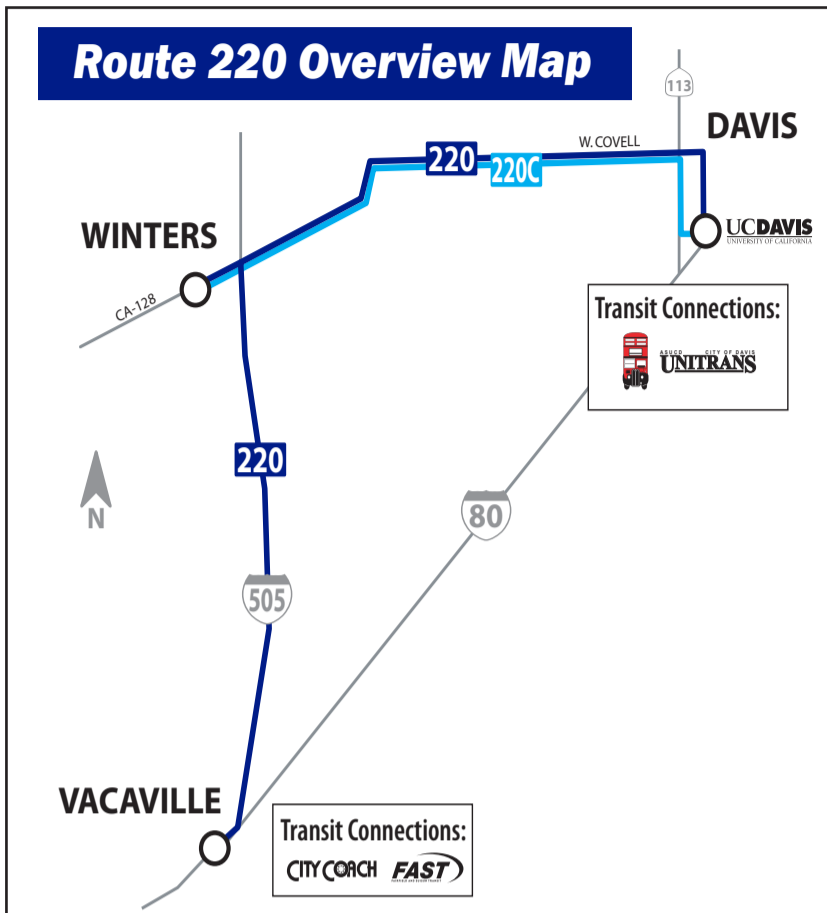 Route 220 Overview Map
113
DAVIS
W. COVELL
220
220C
WINTERS
UCDAVIS
UNIVERSITY OF CALIFORNIA
CA-128
Transit Connections:
ASUCD CITY OF DAVIS
UNITRANS
220
N
80
505
VACAVILLE
Transit Connections:
CITY COACH FAST